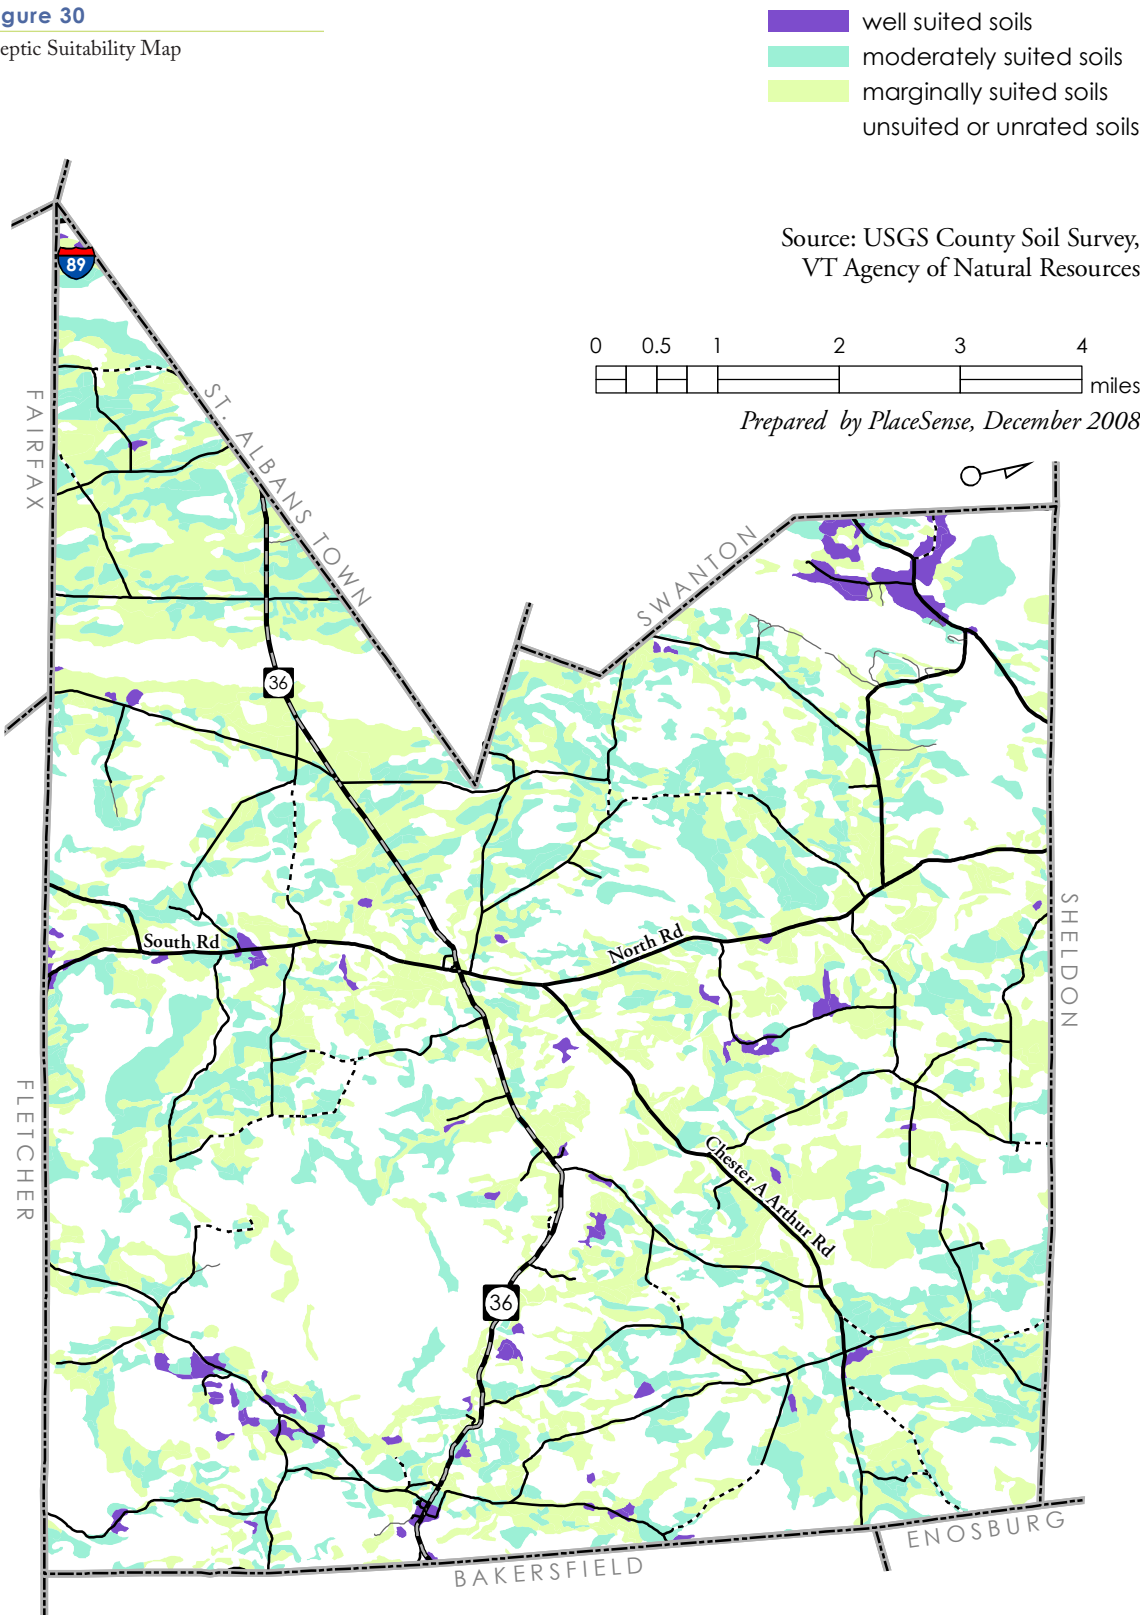 gure 30
eptic Suitability Map
well suited soils
moderately suited soils
marginally suited soils
unsuited or unrated soils
Source: USGS County Soil Survey,
VT Agency of Natural Resources
0 0.5 1 2 3 4
miles
Prepared by PlaceSense, December 2008
89
FAIRFAX
ST. ALBANS TOWN
SWANTON
36
SHELDON
South Rd
North Rd
FLETCHER
Chester A Arthur Rd
36
ENOSBURG
BAKERSFIELD